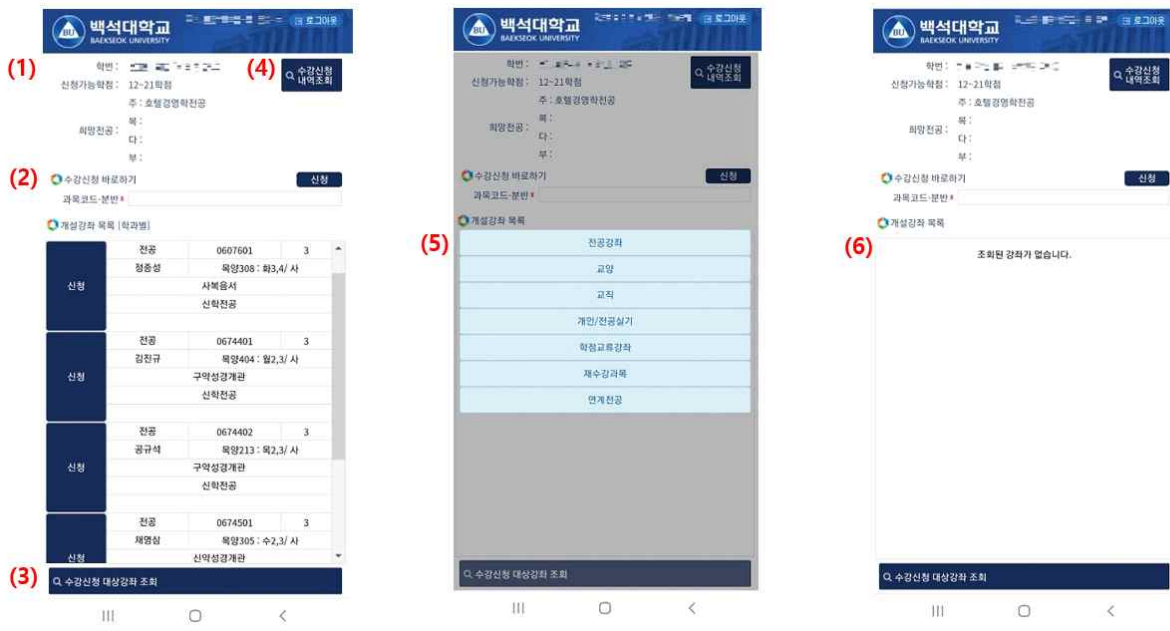 백석대학교
BAEKSEOK UNIVERSITY
로그아웃
(1)
학번 :
(4)
수강신청
내역조회
신청가능학점 : 12~21학점
주 : 호텔경영학전공
희망전공 :
복 :
다 :
부 :
(2)
수강신청 바로하기
신청
과목코드-분반*
개설강좌 목록 [학과별]
신청
전공 0607601 3
정종성 목양308 : 화3,4/ 사
사복음서
신학전공
신청
전공 0674401 3
김진규 목양404 : 월2,3/ 사
구약성경개관
신학전공
신청
전공 0674402 3
공규석 목양213 : 목2,3/ 사
구약성경개관
신학전공
신청
전공 0674501 3
채영삼 목양305 : 수2,3/ 사
신약성경개관
(3)
수강신청 대상강좌 조회
백석대학교
BAEKSEOK UNIVERSITY
로그아웃
학번 :
수강신청
내역조회
신청가능학점 : 12~21학점
주 : 호텔경영학전공
희망전공 :
복 :
다 :
부 :
수강신청 바로하기
신청
과목코드-분반*
개설강좌 목록
(5)
전공강좌
교양
교직
개인/전공실기
학점교류강좌
재수강과목
연계전공
수강신청 대상강좌 조회
백석대학교
BAEKSEOK UNIVERSITY
로그아웃
학번 :
수강신청
내역조회
신청가능학점 : 12~21학점
주 : 호텔경영학전공
희망전공 :
복 :
다 :
부 :
수강신청 바로하기
신청
과목코드-분반*
개설강좌 목록
(6)
조회된 강좌가 없습니다.
수강신청 대상강좌 조회